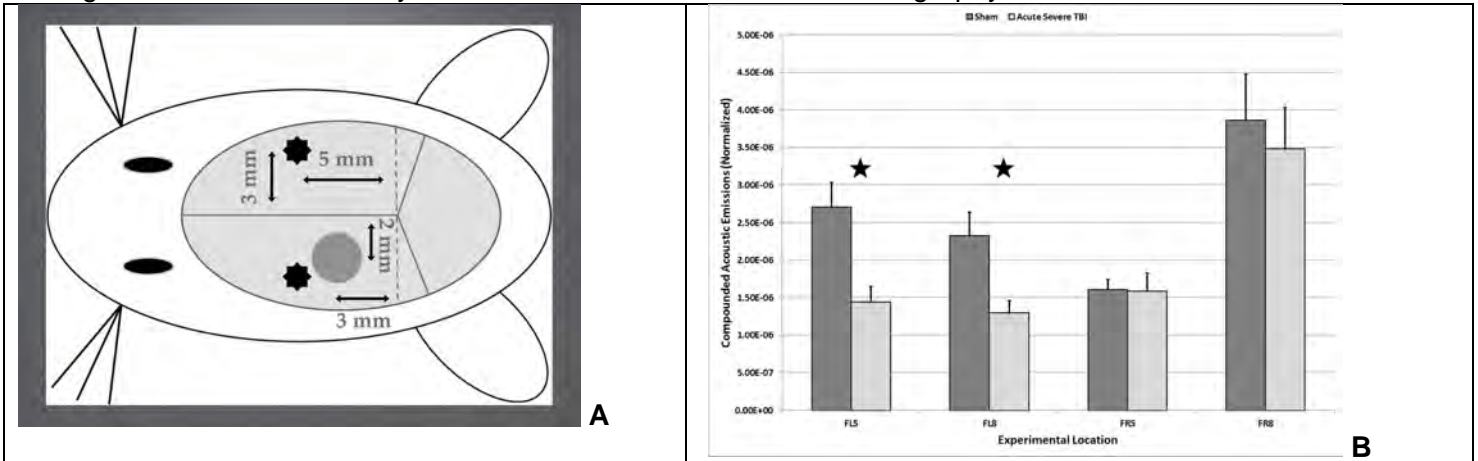 3 mm
5 mm
2 mm
3 mm
A
Sham Acute Severe TBI
Compounded Acoustic Emissions (Normalized)
5.00E-06
4.50E-06
4.00E-06
3.50E-06
3.00E-06
2.50E-06
2.00E-06
1.50E-06
1.00E-06
5.00E-07
0.00E+00
FL5 FL8 FR5 FR8
Experimental Location
B